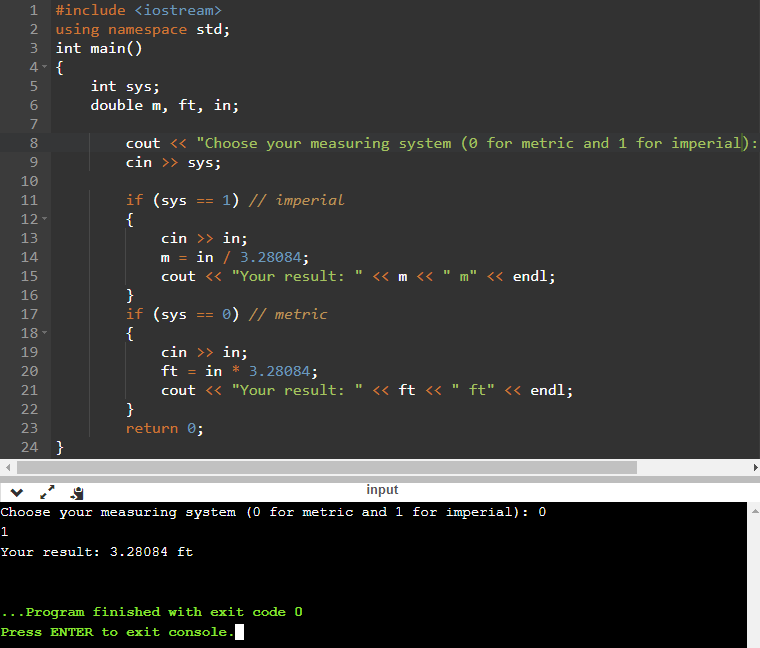 1 #include <iostream>
2 using namespace std;
3 int main()
4 {
5     int sys;
6     double m, ft, in;
7
8         cout << "Choose your measuring system (0 for metric and 1 for imperial):
9         cin >> sys;
10
11         if (sys == 1) // imperial
12         {
13             cin >> in;
14             m = in / 3.28084;
15             cout << "Your result: " << m << " m" << endl;
16         }
17         if (sys == 0) // metric
18         {
19             cin >> in;
20             ft = in * 3.28084;
21             cout << "Your result: " << ft << " ft" << endl;
22         }
23         return 0;
24 }
input
Choose your measuring system (0 for metric and 1 for imperial): 0
1
Your result: 3.28084 ft
...Program finished with exit code 0
Press ENTER to exit console.